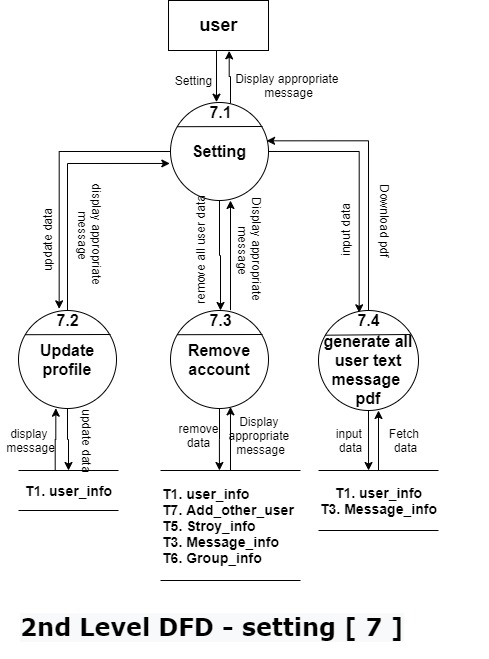 user
Setting
Display appropriate
message
7.1
Setting
update data
display appropriate
message
remove all user data
Display appropriate
message
input data
Download pdf
7.2
Update
profile
7.3
Remove
account
7.4
generate all
user text
message
pdf
display
message
update data
remove
data
Display
appropriate
message
input
data
Fetch
data
T1. user_info
T1. user_info
T7. Add_other_user
T5. Stroy_info
T3. Message_info
T6. Group_info
T1. user_info
T3. Message_info
2nd Level DFD - setting [ 7 ]